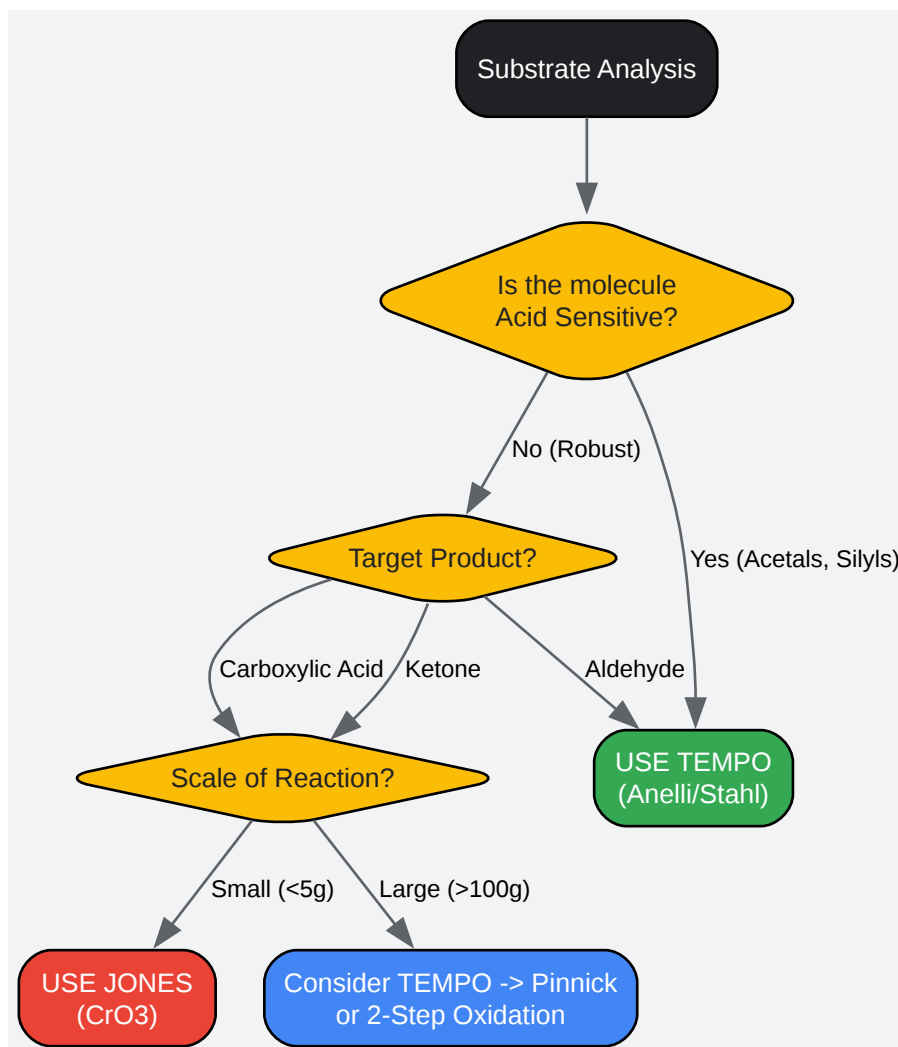 Substrate Analysis
Is the molecule
Acid Sensitive?
No (Robust)
Yes (Acetals, Silyls)
Target Product?
Carboxylic Acid
Ketone
Aldehyde
Scale of Reaction?
USE TEMPO
(Anelli/Stahl)
Small (<5g)
Large (>100g)
USE JONES
(CrO3)
Consider TEMPO -> Pinnick
or 2-Step Oxidation